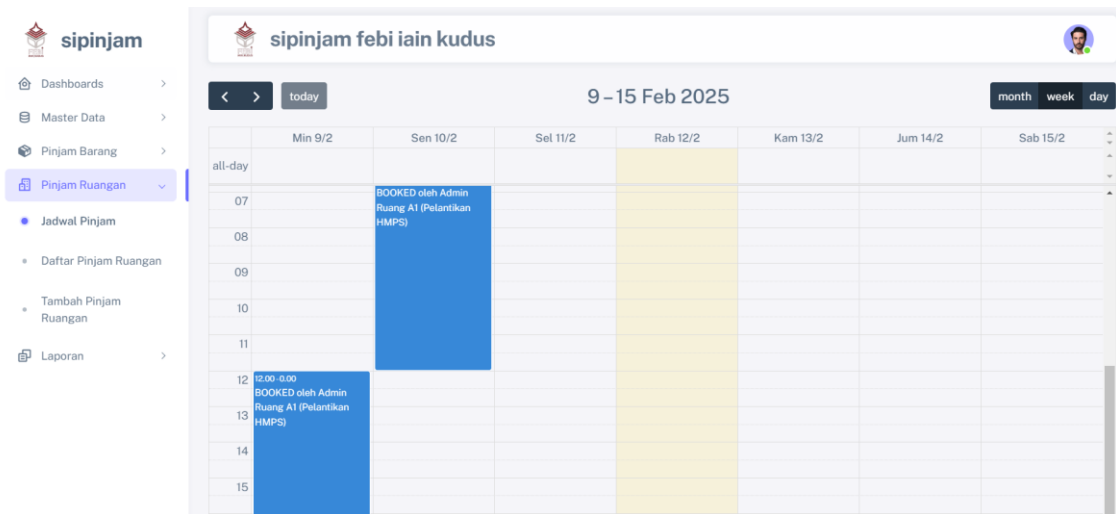 sipinjam
sipinjam febi iain kudus
Dashboards
Master Data
Pinjam Barang
Pinjam Ruangan
Jadwal Pinjam
Daftar Pinjam Ruangan
Tambah Pinjam
Ruangan
Laporan
today
9 – 15 Feb 2025
month week day
Min 9/2 Sen 10/2 Sel 11/2 Rab 12/2 Kam 13/2 Jum 14/2 Sab 15/2
all-day
07
08
09
10
11
12
13
14
15
BOOKED oleh Admin
Ruang A1 (Pelantikan
HMPS)
12.00 - 0.00
BOOKED oleh Admin
Ruang A1 (Pelantikan
HMPS)